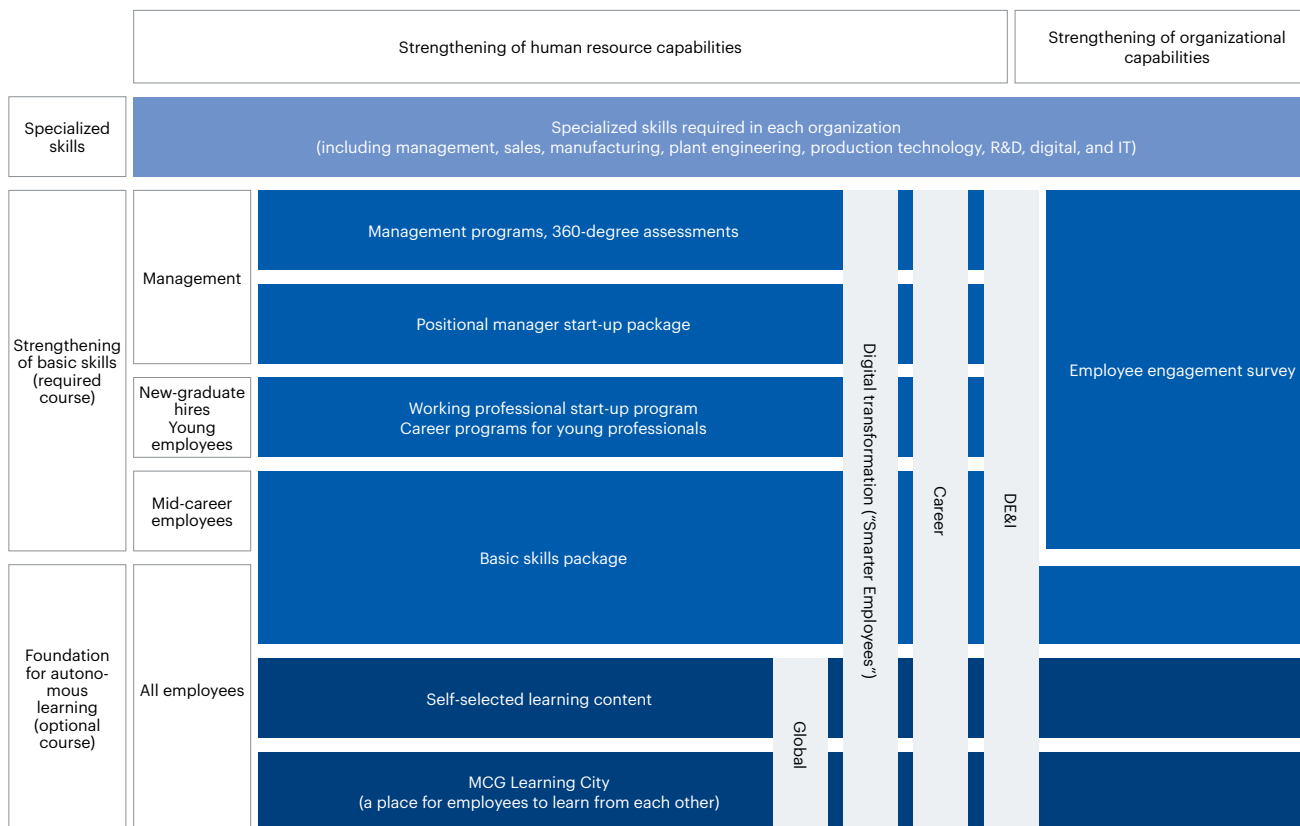 Strengthening of human resource capabilities
Strengthening of organizational
capabilities
Specialized
skills
Specialized skills required in each organization
(including management, sales, manufacturing, plant engineering, production technology, R&D, digital, and IT)
Strengthening
of basic skills
(required
course)
Management
Management programs, 360-degree assessments
Positional manager start-up package
New-graduate
hires
Young
employees
Working professional start-up program
Career programs for young professionals
Mid-career
employees
Basic skills package
Foundation
for autono-
mous
learning
(optional
course)
All employees
Self-selected learning content
MCG Learning City
(a place for employees to learn from each other)
Global
Digital transformation (“Smarter Employees”)
Career
DE&I
Employee engagement survey